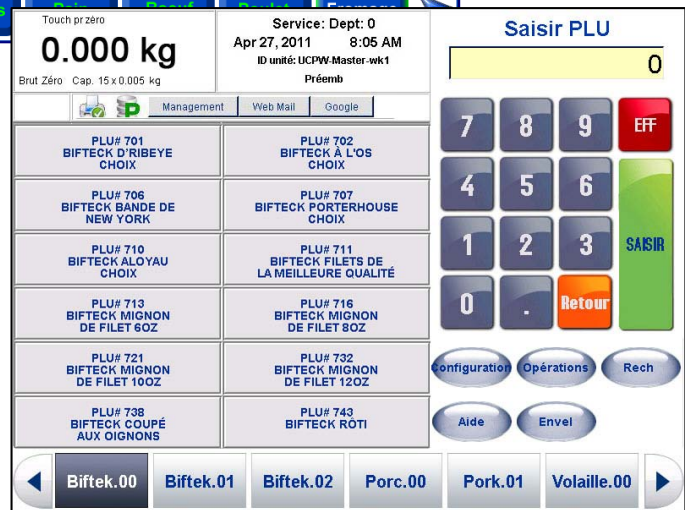 Pain Boeuf Poulet Fromage
Touch pr zéro
0.000 kg
Brut Zéro Cap. 15 x 0.005 kg
Service: Dept: 0
Apr 27, 2011 8:05 AM
ID unité: UCPW-Master-wk1
Préemb
Saisir PLU
0
Management Web Mail Google
PLU# 701
BIFTECK D'RIBEYE
CHOIX
PLU# 702
BIFTECK À L'OS
CHOIX
PLU# 706
BIFTECK BANDE DE
NEW YORK
PLU# 707
BIFTECK PORTERHOUSE
CHOIX
PLU# 710
BIFTECK ALOYAU
CHOIX
PLU# 711
BIFTECK FILETS DE
LA MEILLEURE QUALITÉ
PLU# 713
BIFTECK MIGNON
DE FILET 6OZ
PLU# 716
BIFTECK MIGNON
DE FILET 8OZ
PLU# 721
BIFTECK MIGNON
DE FILET 10OZ
PLU# 732
BIFTECK MIGNON
DE FILET 12OZ
PLU# 738
BIFTECK COUPÉ
AUX OIGNONS
PLU# 743
BIFTECK RÔTI
7 8 9 EFF
4 5 6
1 2 3 SAISIR
0 . Retour
Configuration Opérations Rech
Aide Envel
Biftek.00 Biftek.01 Biftek.02 Porc.00 Pork.01 Volaille.00